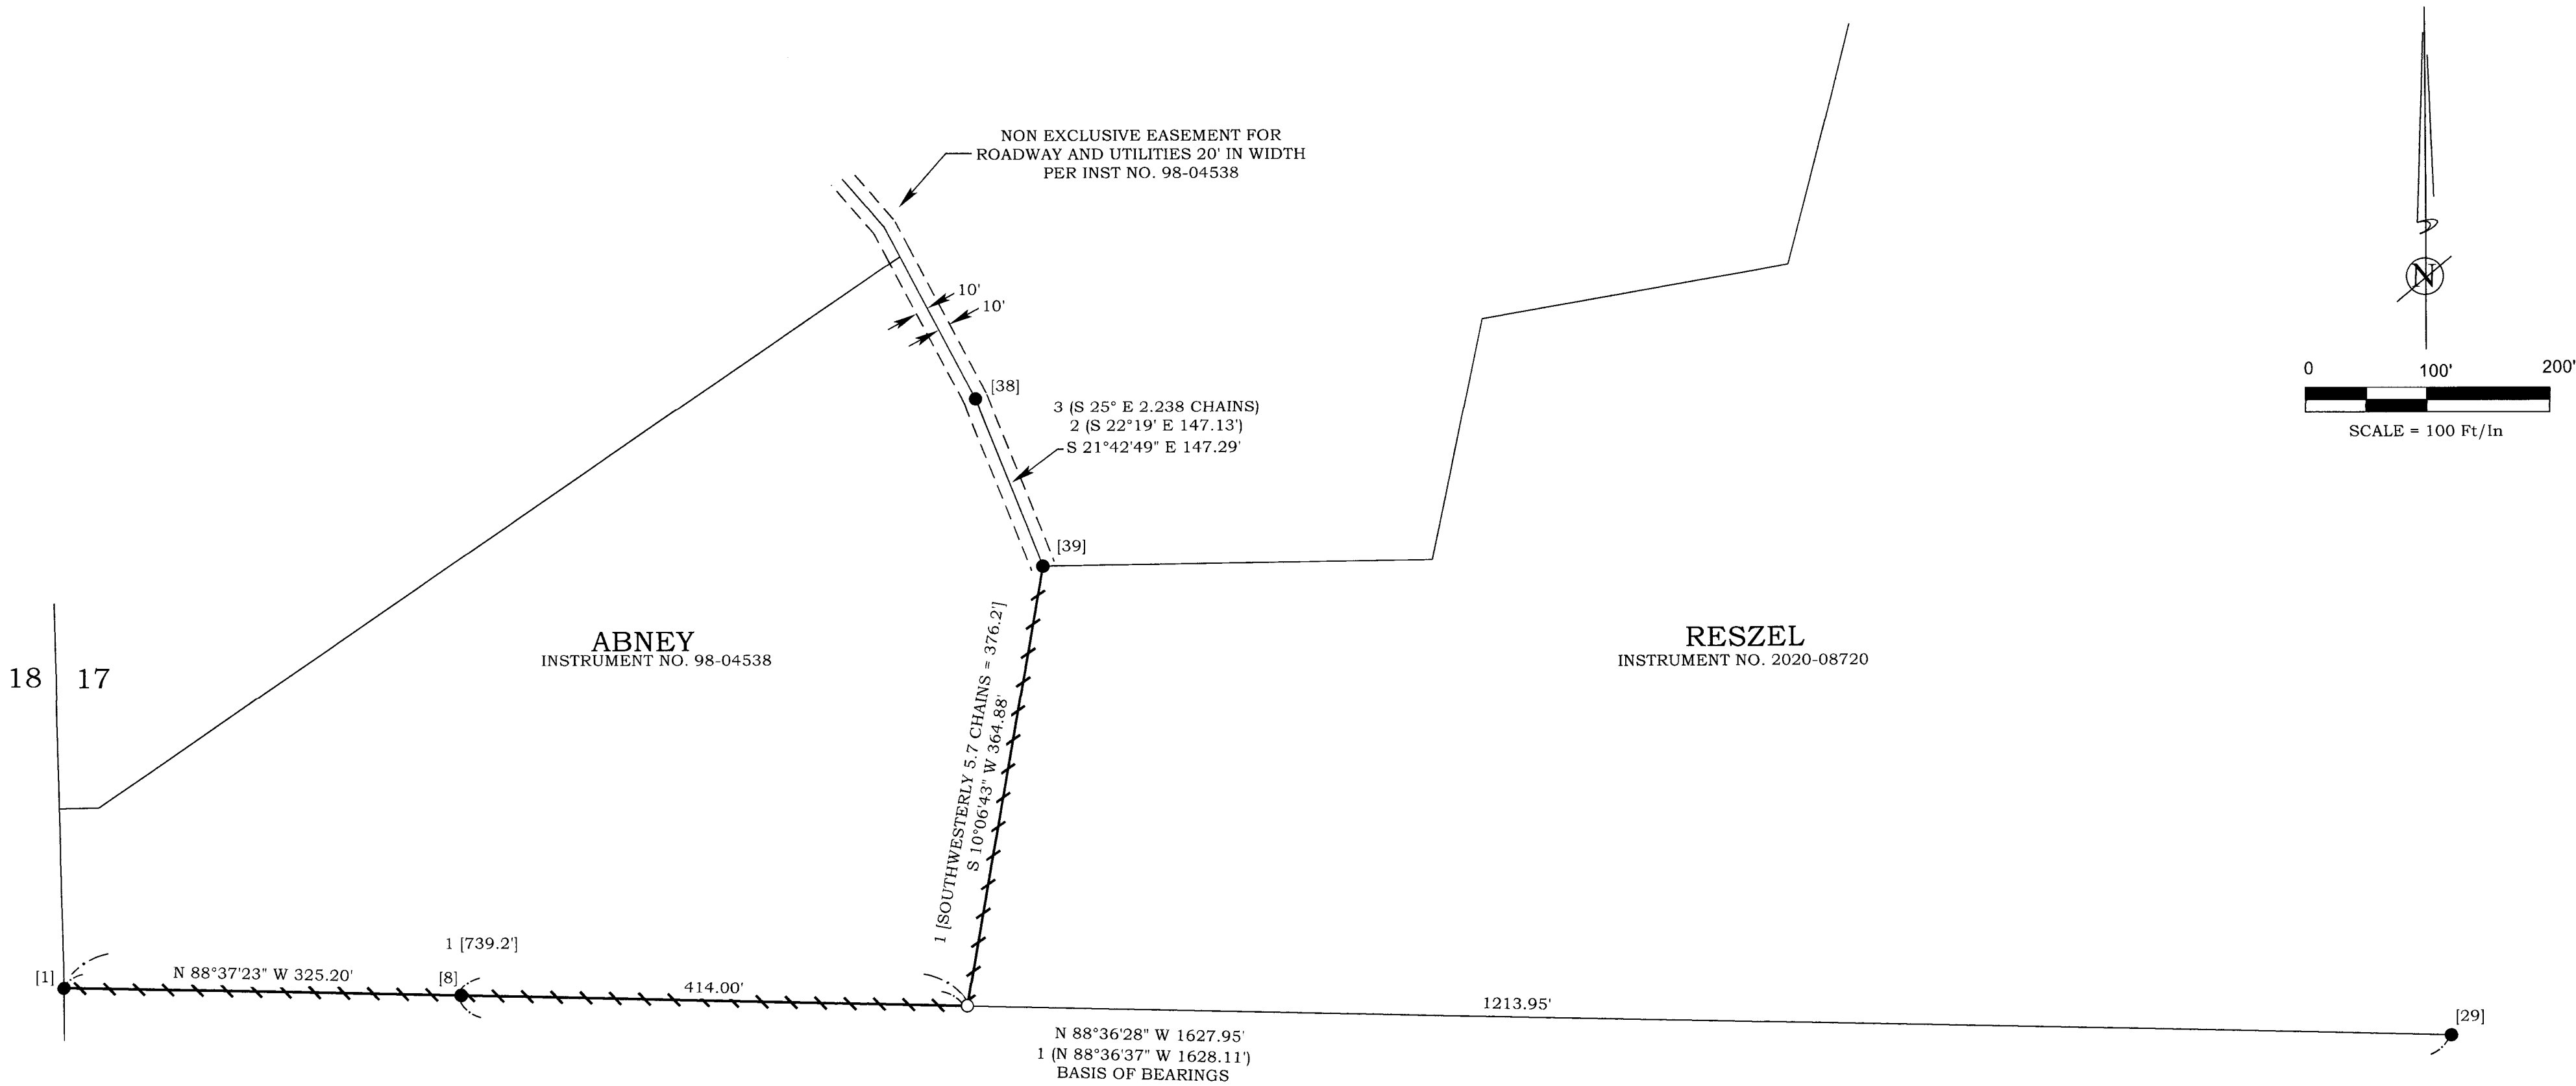 NON EXCLUSIVE EASEMENT FOR
ROADWAY AND UTILITIES 20' IN WIDTH
PER INST NO. 98-04538
N
10'
10'
0 100' 200'
SCALE = 100 Ft/In
[38]
3 (S 25° E 2.238 CHAINS)
2 (S 22°19' E 147.13')
S 21°42'49" E 147.29'
[39]
ABNEY
INSTRUMENT NO. 98-04538
RESZEL
INSTRUMENT NO. 2020-08720
18 17
1 [SOUTHWESTERLY 5.7 CHAINS = 376.2']
S 10°06'43" W 364.88'
1 [739.2']
[1]
N 88°37'23" W 325.20'
[8]
414.00'
1213.95'
[29]
N 88°36'28" W 1627.95'
1 (N 88°36'37" W 1628.11')
BASIS OF BEARINGS